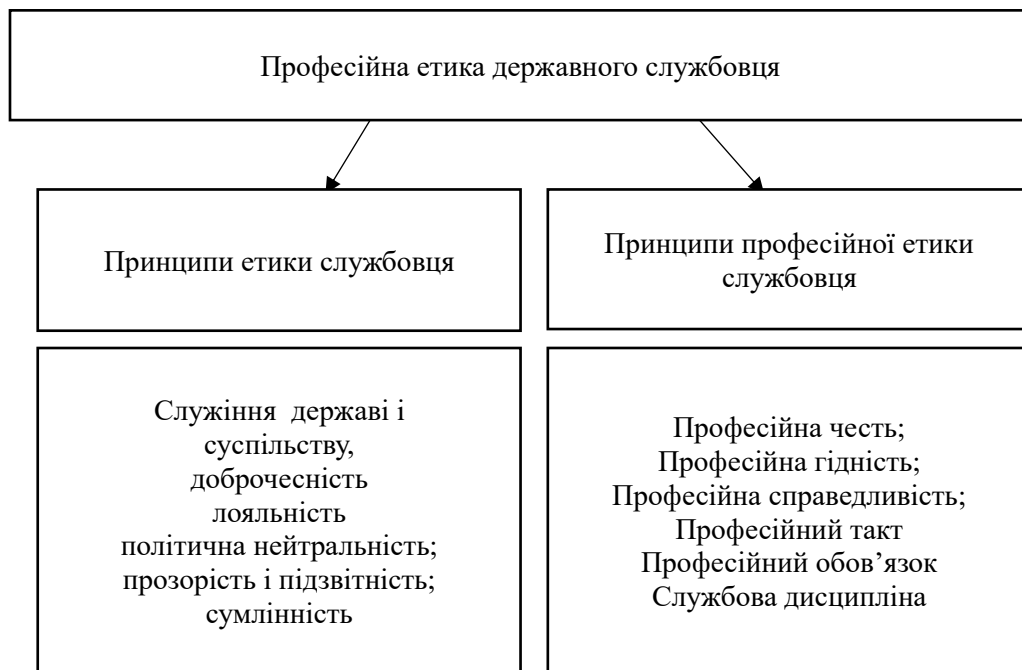 Професійна етика державного службовця
Принципи етики службовця
Принципи професійної етики
службовця
Служіння державі і
суспільству,
доброчесність
лояльність
політична нейтральність;
прозорість і підзвітність;
сумлінність
Професійна честь;
Професійна гідність;
Професійна справедливість;
Професійний такт
Професійний обов’язок
Службова дисципліна